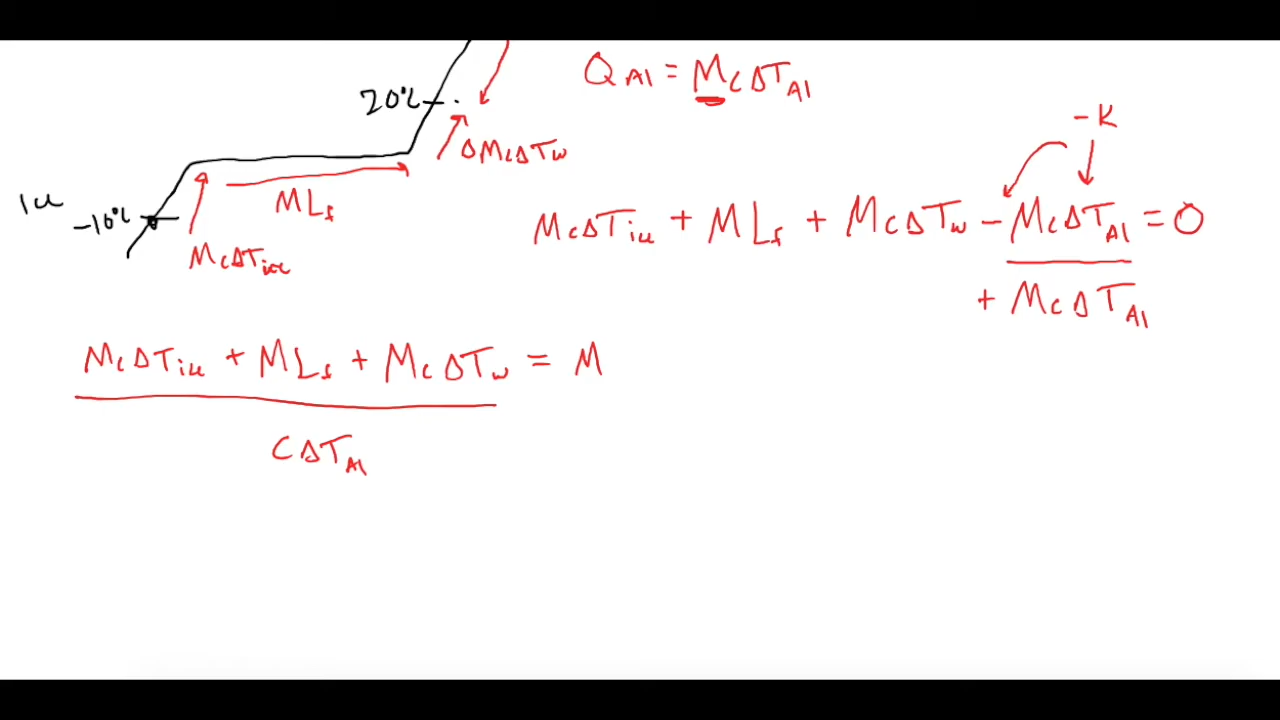 Q Al = McΔT Al
20°C
ΔMcΔTw
-K
ice
-10°C
MLf
McΔTice
McΔTice + MLf + McΔTw - McΔT Al = 0
+ McΔT Al
McΔTice + MLf + McΔTw = M
CΔT Al